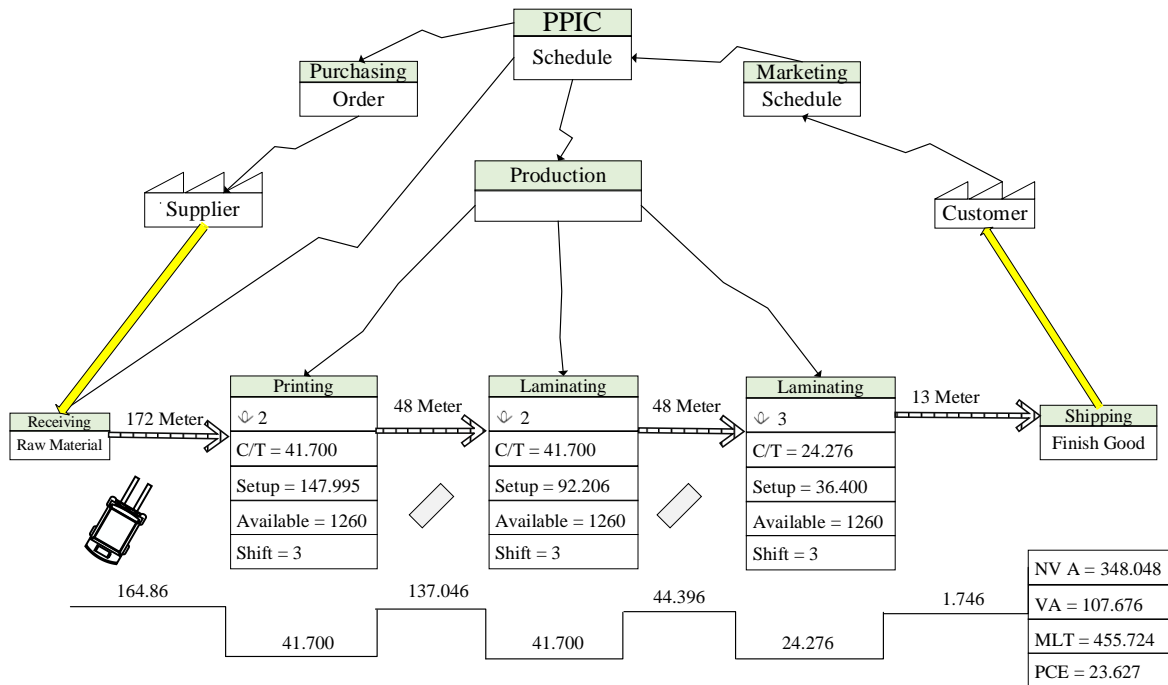 PPIC
Schedule
Purchasing
Order
Marketing
Schedule
Supplier
Production
Customer
Receiving
Raw Material
172 Meter
Printing
2
C/T = 41.700
Setup = 147.995
Available = 1260
Shift = 3
48 Meter
Laminating
2
C/T = 41.700
Setup = 92.206
Available = 1260
Shift = 3
48 Meter
Laminating
3
C/T = 24.276
Setup = 36.400
Available = 1260
Shift = 3
13 Meter
Shipping
Finish Good
164.86
41.700
137.046
41.700
44.396
24.276
1.746
NV A = 348.048
VA = 107.676
MLT = 455.724
PCE = 23.627